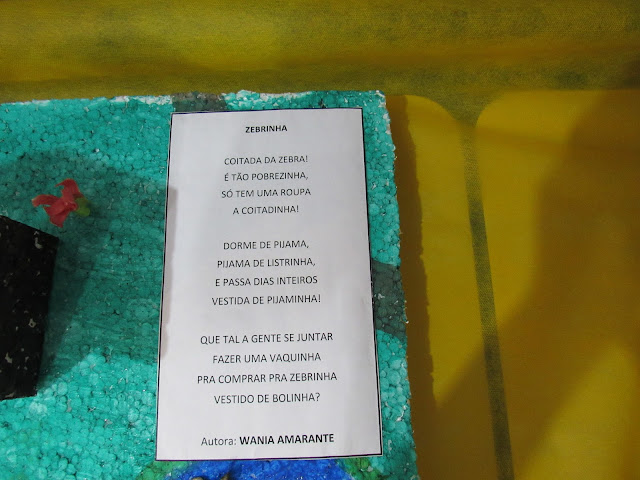 ZEBRINHA
COITADA DA ZEBRA!
É TÃO POBREZINHA,
SÓ TEM UMA ROUPA
A COITADINHA!
DORME DE PIJAMA,
PIJAMA DE LISTRINHA,
E PASSA DIAS INTEIROS
VESTIDA DE PIJAMINHA!
QUE TAL A GENTE SE JUNTAR
FAZER UMA VAQUINHA
PRA COMPRAR PRA ZEBRINHA
VESTIDO DE BOLINHA?
Autora: WANIA AMARANTE